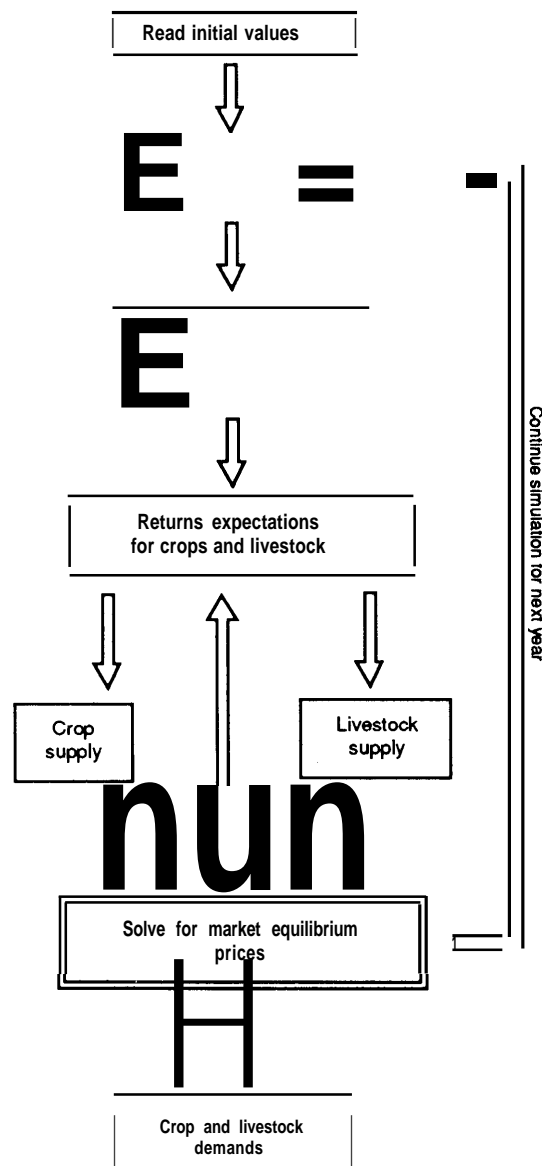 Read initial values
E =
-
E
Continue simulation for next year
Returns expectations
for crops and livestock
Crop
supply
Livestock
supply
nun
Solve for market equilibrium
prices
H
Crop and livestock
demands